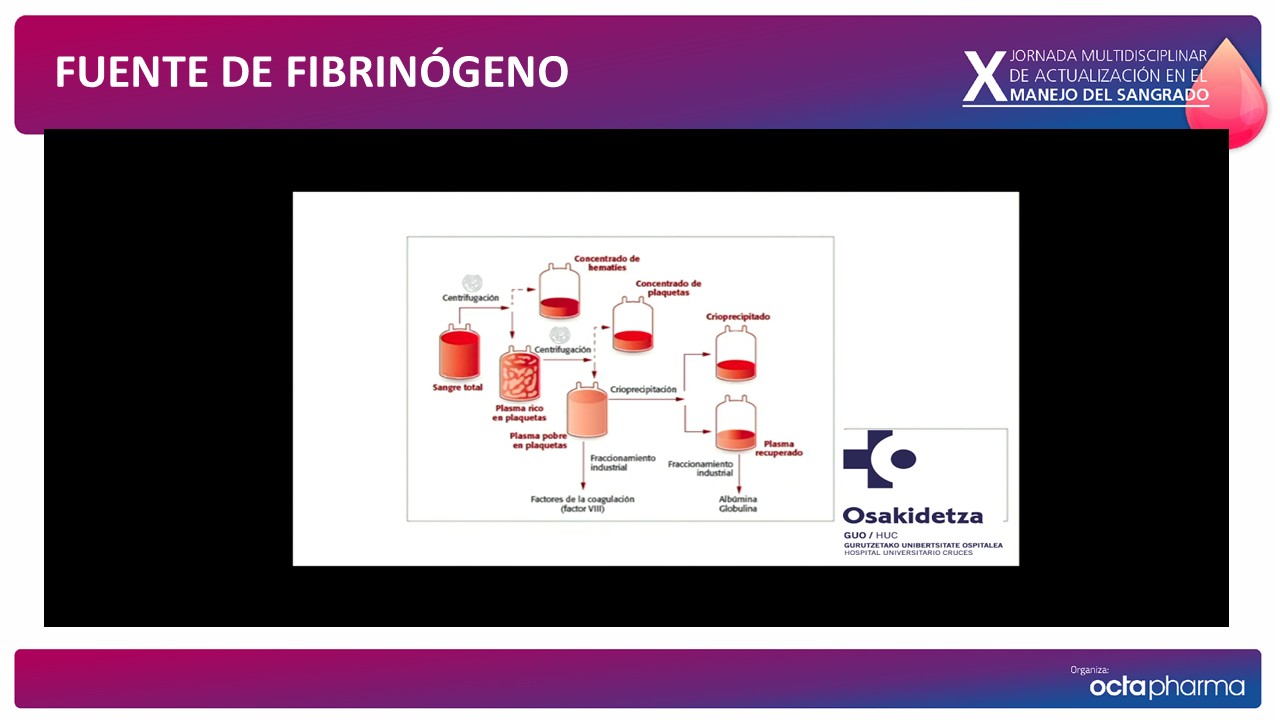 FUENTE DE FIBRINÓGENO
X
JORNADA MULTIDISCIPLINAR
DE ACTUALIZACIÓN EN EL
MANEJO DEL SANGRADO
Concentrado de
hematíes
Centrifugación
Concentrado de
plaquetas
Crioprecipitado
Centrifugación
Sangre total
Crioprecipitación
Plasma rico
en plaquetas
Plasma pobre
en plaquetas
Plasma
recuperado
Fraccionamiento
industrial
Fraccionamiento
industrial
Factores de la coagulación
(factor VIII)
Albúmina
Globulina
Osakidetza
GUO / HUC
GURUTZETAKO UNIBERTSITATE OSPITALEA
HOSPITAL UNIVERSITARIO CRUCES
Organiza:
octapharma